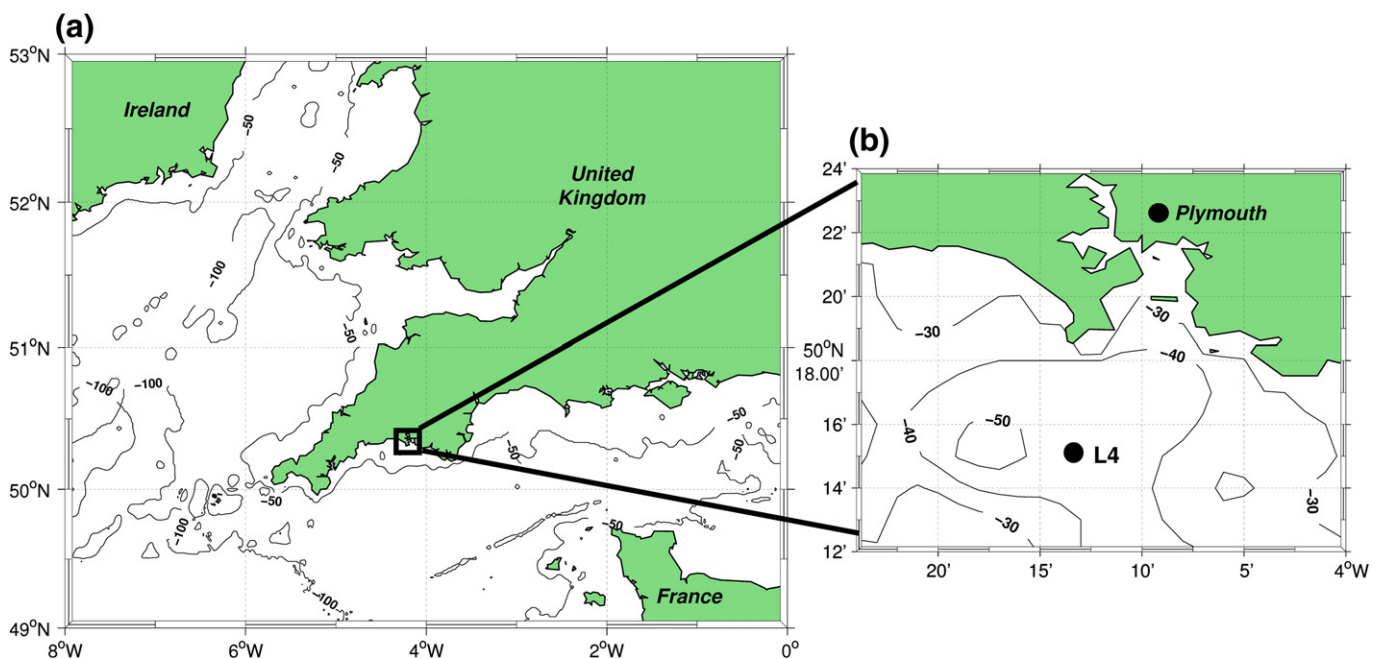 (a)
53°N
52°N
51°N
50°N
49°N
8°W
6°W
4°W
2°W
0°
Ireland
United
Kingdom
France
-50
-50
-100
-50
-100
-100
-50
-50
-50
-100
-50
-50
-100
(b)
24'
22'
20'
50°N
18.00'
16'
14'
12'
20'
15'
10'
5'
4°W
Plymouth
-30
-30
-40
-40
-50
L4
-30
-30